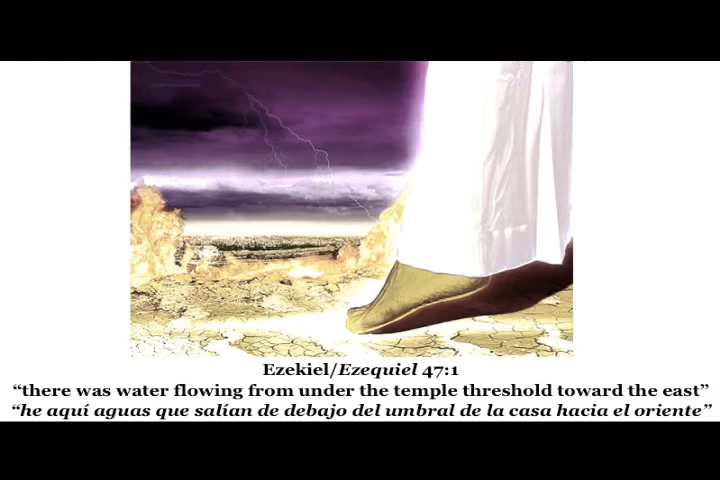 Ezekiel/Ezequiel 47:1
“there was water flowing from under the temple threshold toward the east”
“he aquí aguas que salían de debajo del umbral de la casa hacia el oriente”